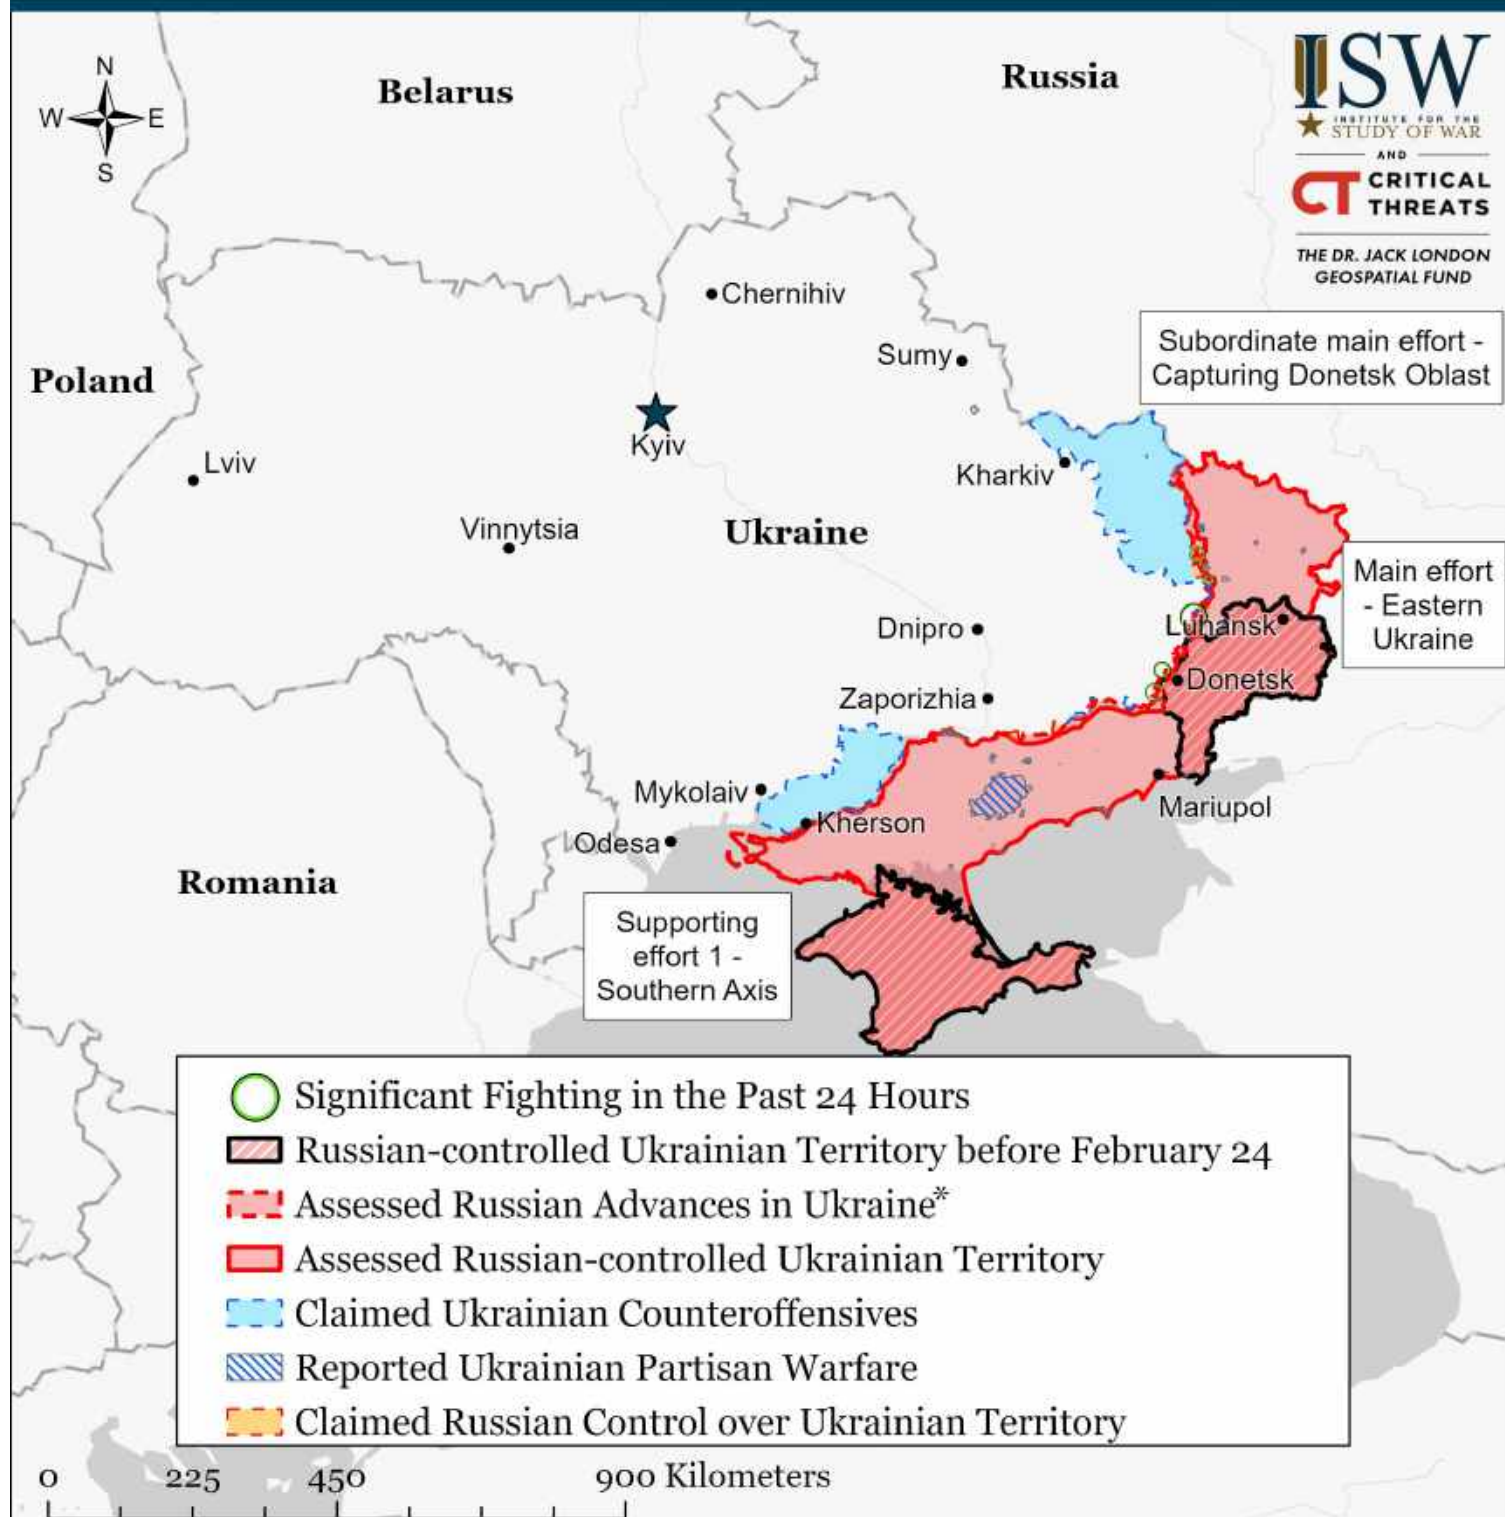 N
W E
S
Belarus
Russia
ISW
INSTITUTE FOR THE
STUDY OF WAR
AND
CT CRITICAL
THREATS
THE DR. JACK LONDON
GEOSPATIAL FUND
Chernihiv
Sumy
Subordinate main effort -
Capturing Donetsk Oblast
Poland
Kyiv
Lviv
Kharkiv
Vinnytsia
Ukraine
Main effort
- Eastern
Ukraine
Dnipro
Luhansk
Donetsk
Zaporizhia
Mykolaiv
Mariupol
Kherson
Odesa
Romania
Supporting
effort 1 -
Southern Axis
Significant Fighting in the Past 24 Hours
Russian-controlled Ukrainian Territory before February 24
Assessed Russian Advances in Ukraine*
Assessed Russian-controlled Ukrainian Territory
Claimed Ukrainian Counteroffensives
Reported Ukrainian Partisan Warfare
Claimed Russian Control over Ukrainian Territory
0 225 450 900 Kilometers